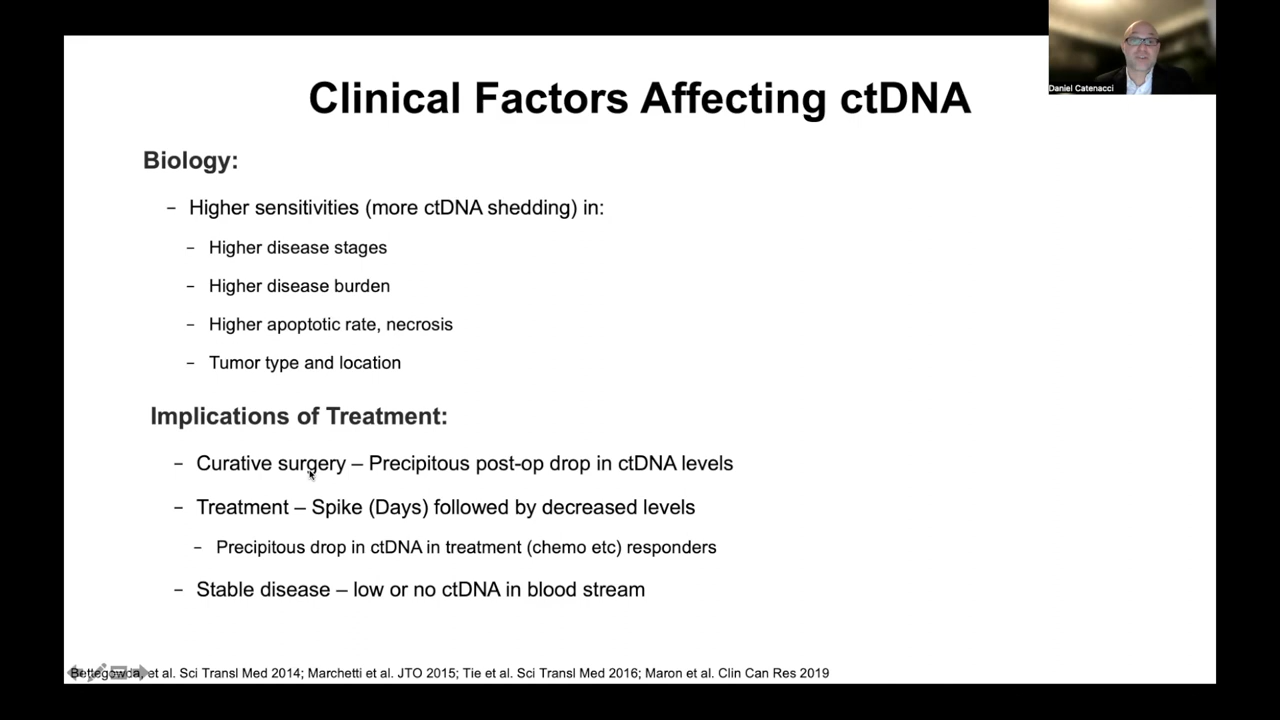 Daniel Catenacci
Clinical Factors Affecting ctDNA
Biology:
– Higher sensitivities (more ctDNA shedding) in:
– Higher disease stages
– Higher disease burden
– Higher apoptotic rate, necrosis
– Tumor type and location
Implications of Treatment:
– Curative surgery – Precipitous post-op drop in ctDNA levels
– Treatment – Spike (Days) followed by decreased levels
– Precipitous drop in ctDNA in treatment (chemo etc) responders
– Stable disease – low or no ctDNA in blood stream
Bettegowda, et al. Sci Transl Med 2014; Marchetti et al. JTO 2015; Tie et al. Sci Transl Med 2016; Maron et al. Clin Can Res 2019